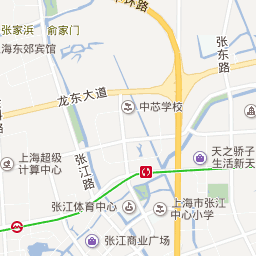 张家浜
俞家门
环路
上海东郊宾馆
张东路
龙东大道
中芯学校
天之骄子
生活新天
上海超级
计算中心
张江路
张江体育中心
上海市张江
中心小学
张江商业广场